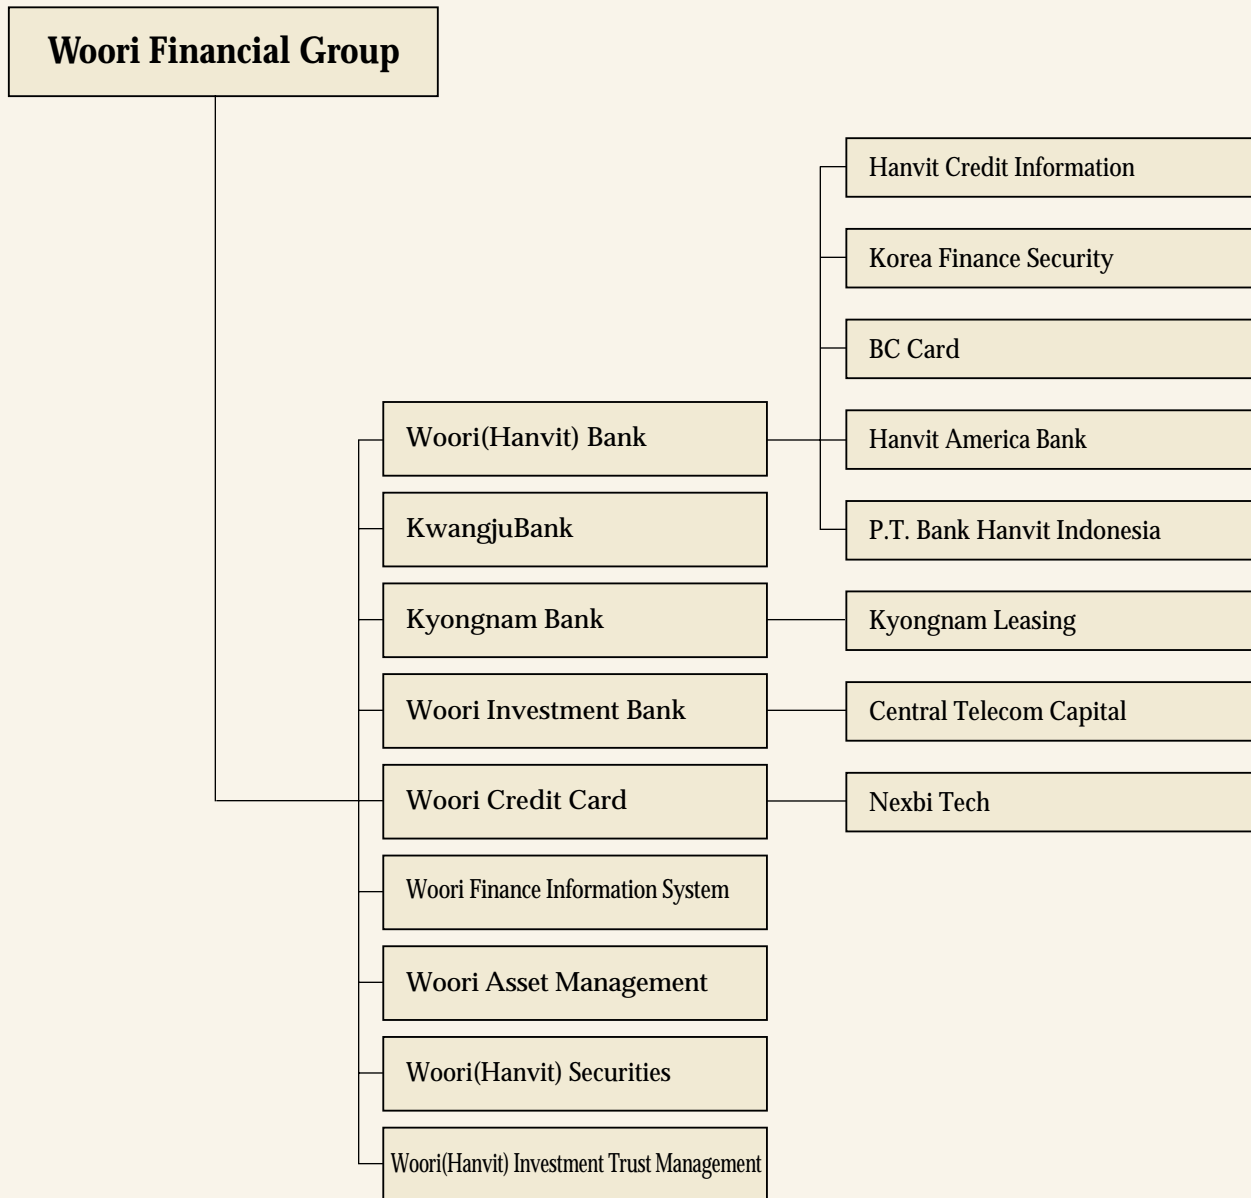 Woori Financial Group
Hanvit Credit Information
Korea Finance Security
BC Card
Woori(Hanvit) Bank
Hanvit America Bank
KwangjuBank
P.T. Bank Hanvit Indonesia
Kyongnam Bank
Kyongnam Leasing
Woori Investment Bank
Central Telecom Capital
Woori Credit Card
Nexbi Tech
Woori Finance Information System
Woori Asset Management
Woori(Hanvit) Securities
Woori(Hanvit) Investment Trust Management